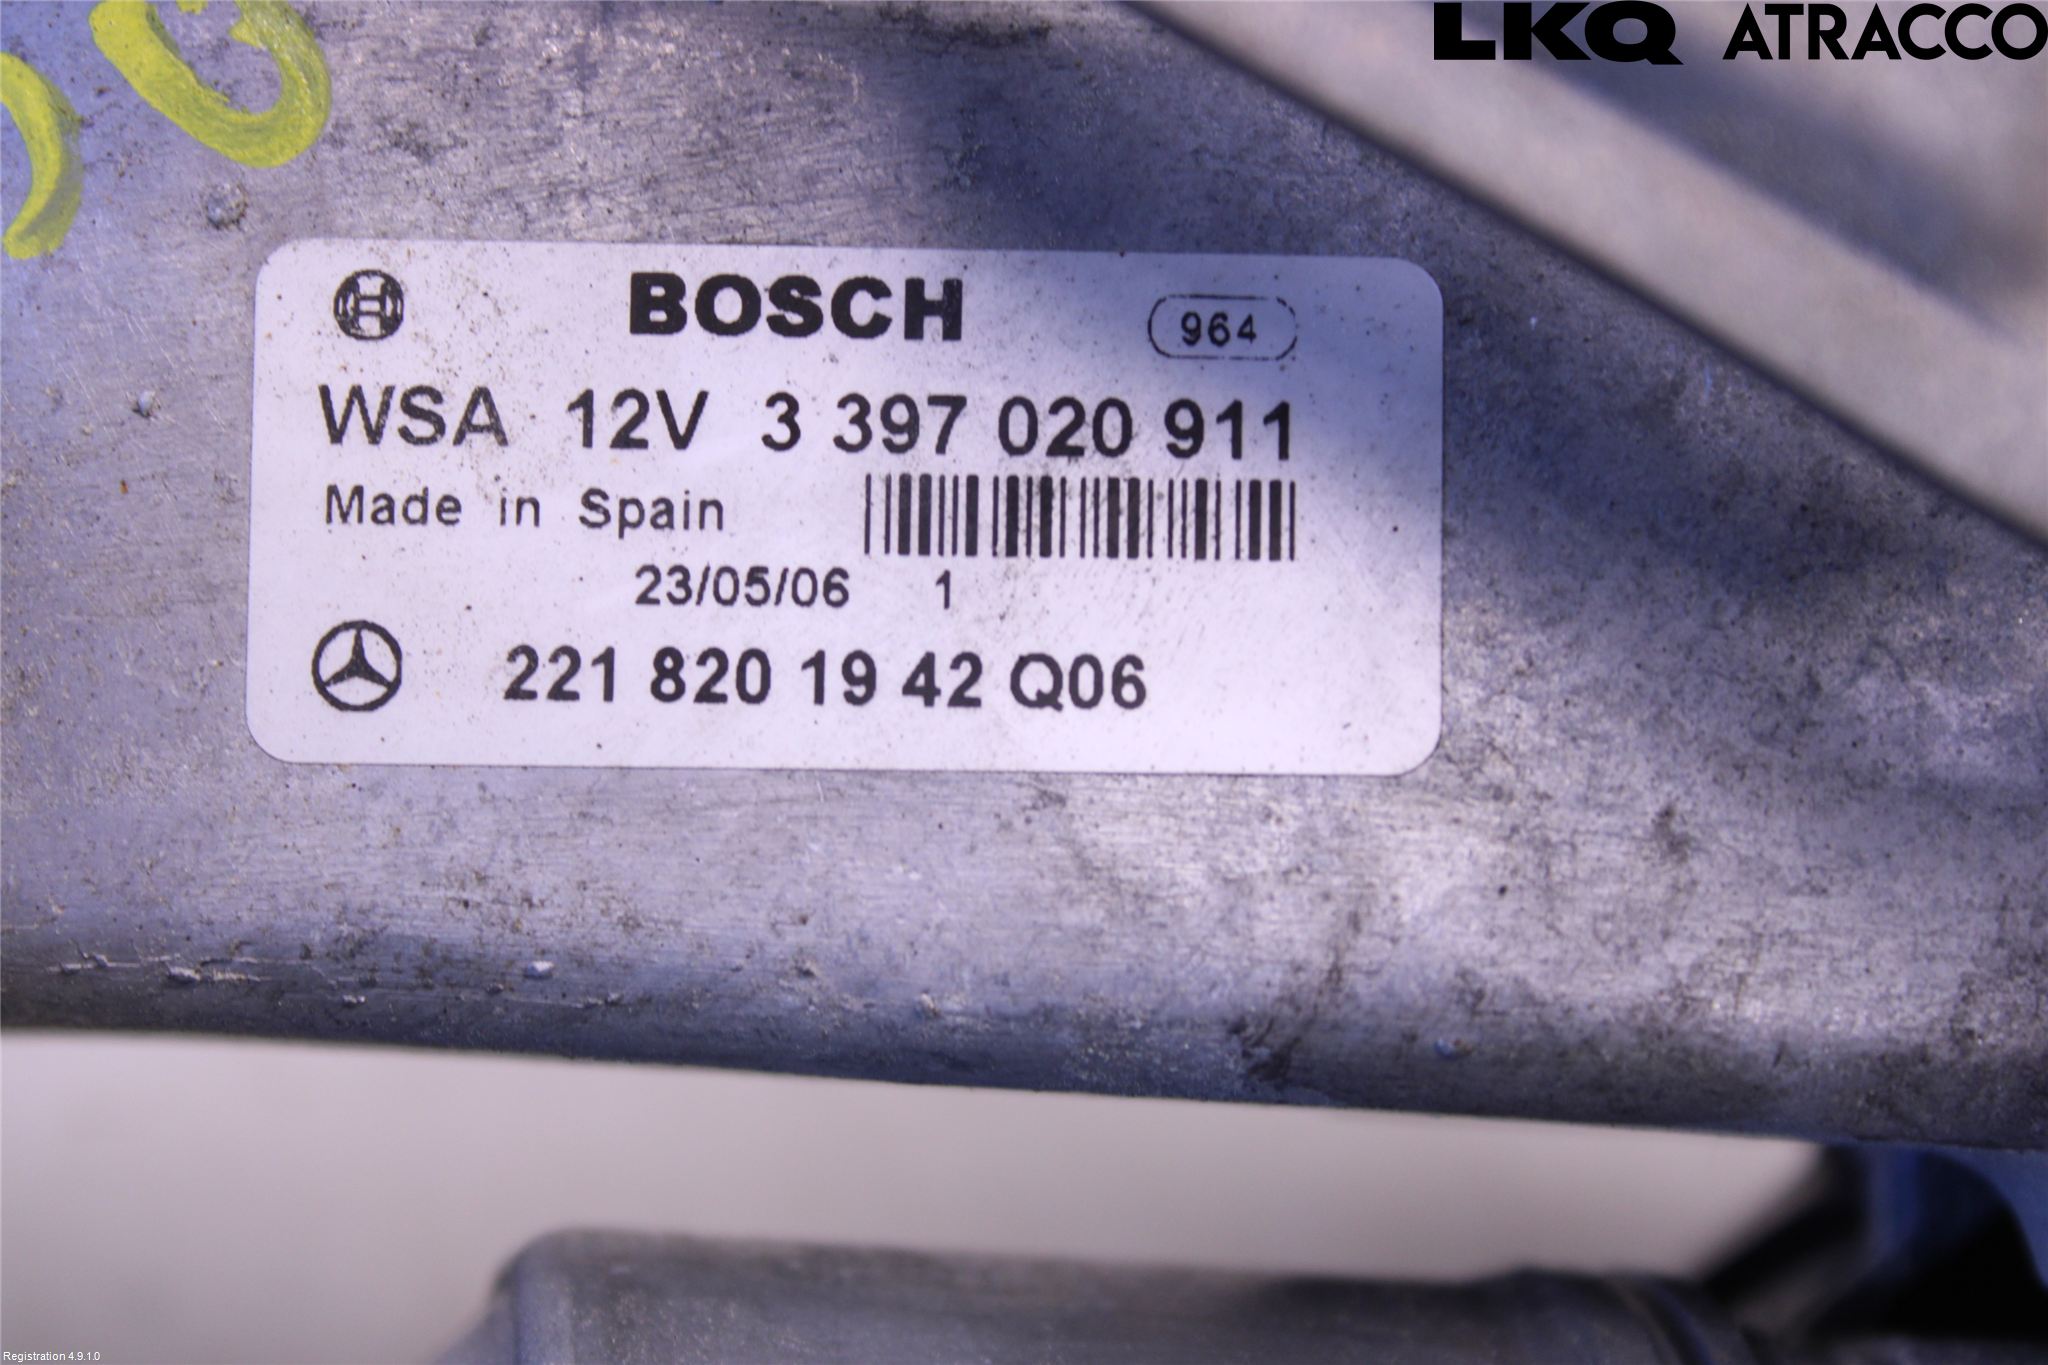 LKQ ATRACCO
BOSCH 964
WSA 12V 3 397 020 911
Made in Spain
23/05/06 1
221 820 19 42 Q06
Registration 4.9.1.0